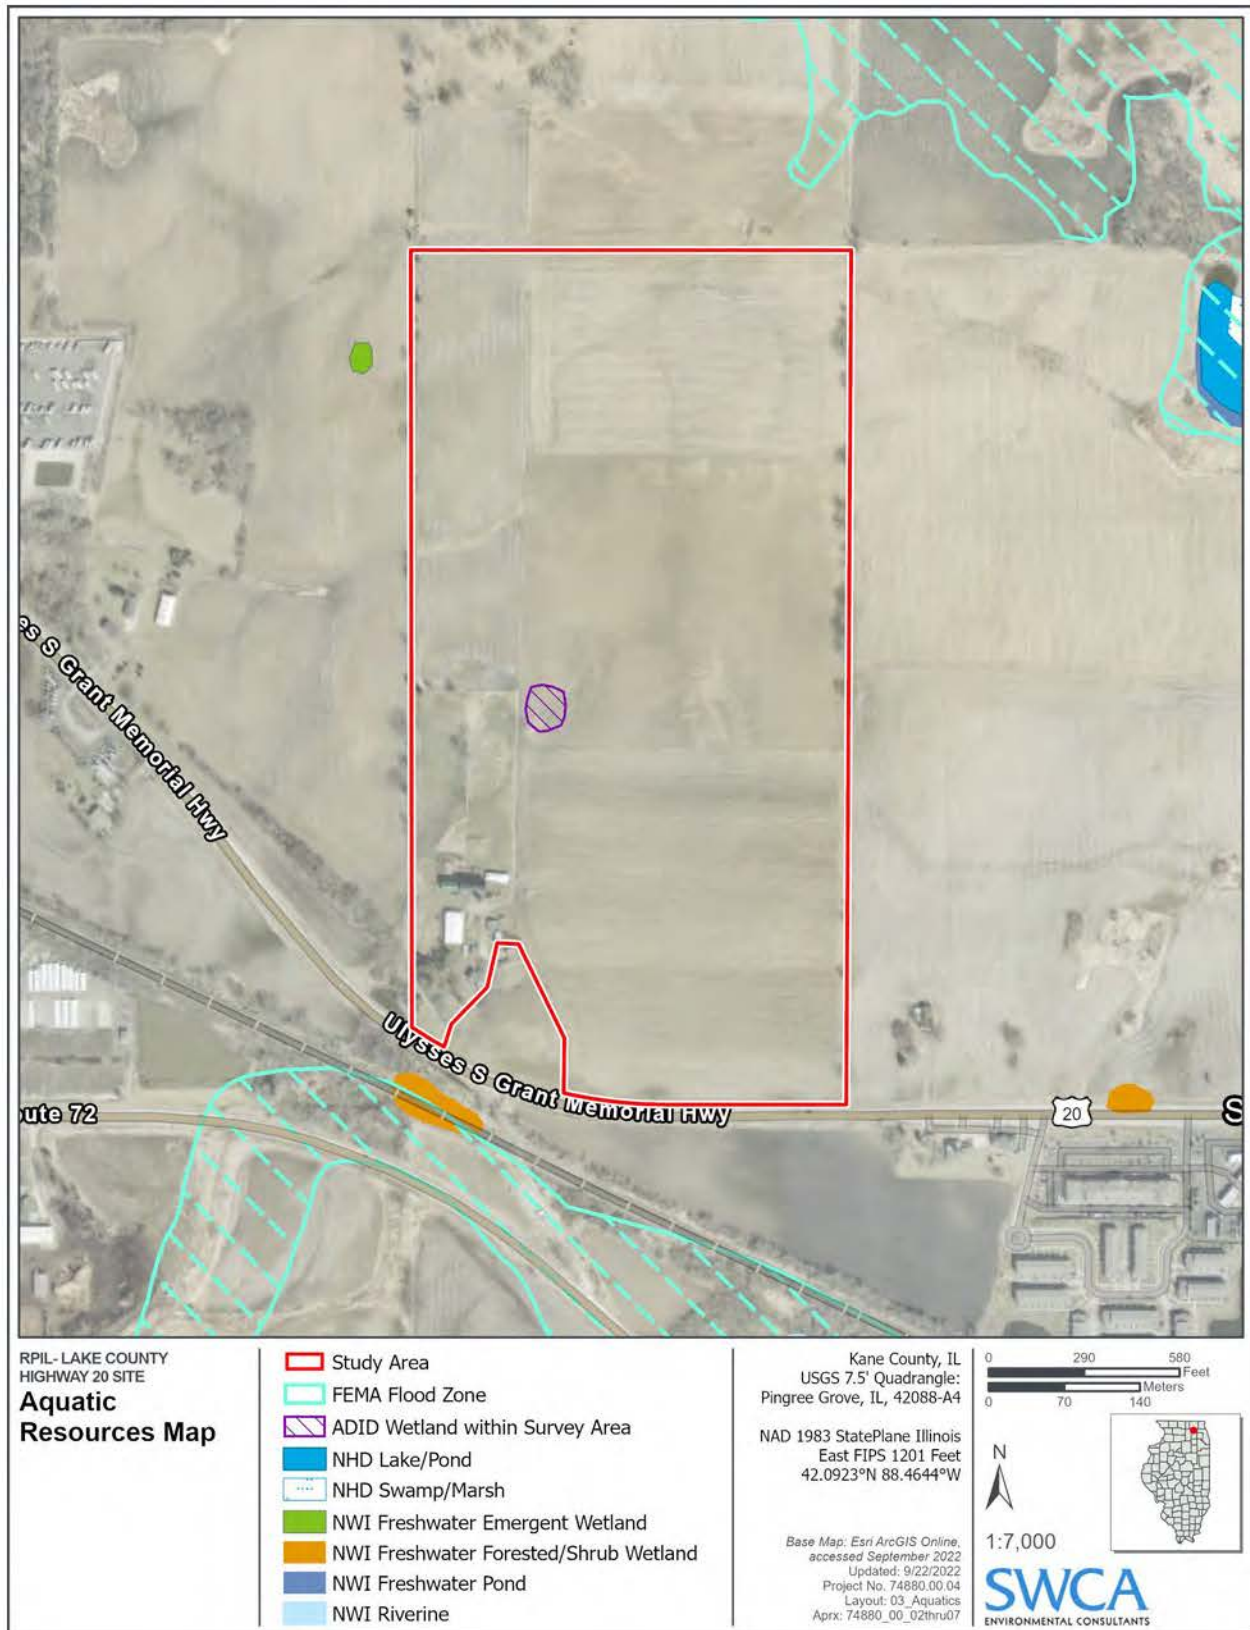 es S Grant Memorial Hwy
Ulysses S Grant Memorial Hwy
oute 72
20
S
RPIL- LAKE COUNTY
HIGHWAY 20 SITE
Aquatic
Resources Map
Study Area
FEMA Flood Zone
ADID Wetland within Survey Area
NHD Lake/Pond
NHD Swamp/Marsh
NWI Freshwater Emergent Wetland
NWI Freshwater Forested/Shrub Wetland
NWI Freshwater Pond
NWI Riverine
Kane County, IL
USGS 7.5' Quadrangle:
Pingree Grove, IL, 42088-A4
NAD 1983 StatePlane Illinois
East FIPS 1201 Feet
42.0923°N 88.4644°W
Base Map: Esri ArcGIS Online,
accessed September 2022
Updated: 9/22/2022
Project No. 74880.00.04
Layout: 03_Aquatics
Aprx: 74880_00_02thru07
0 290 580
Feet
Meters
0 70 140
N
1:7,000
SWCA
ENVIRONMENTAL CONSULTANTS